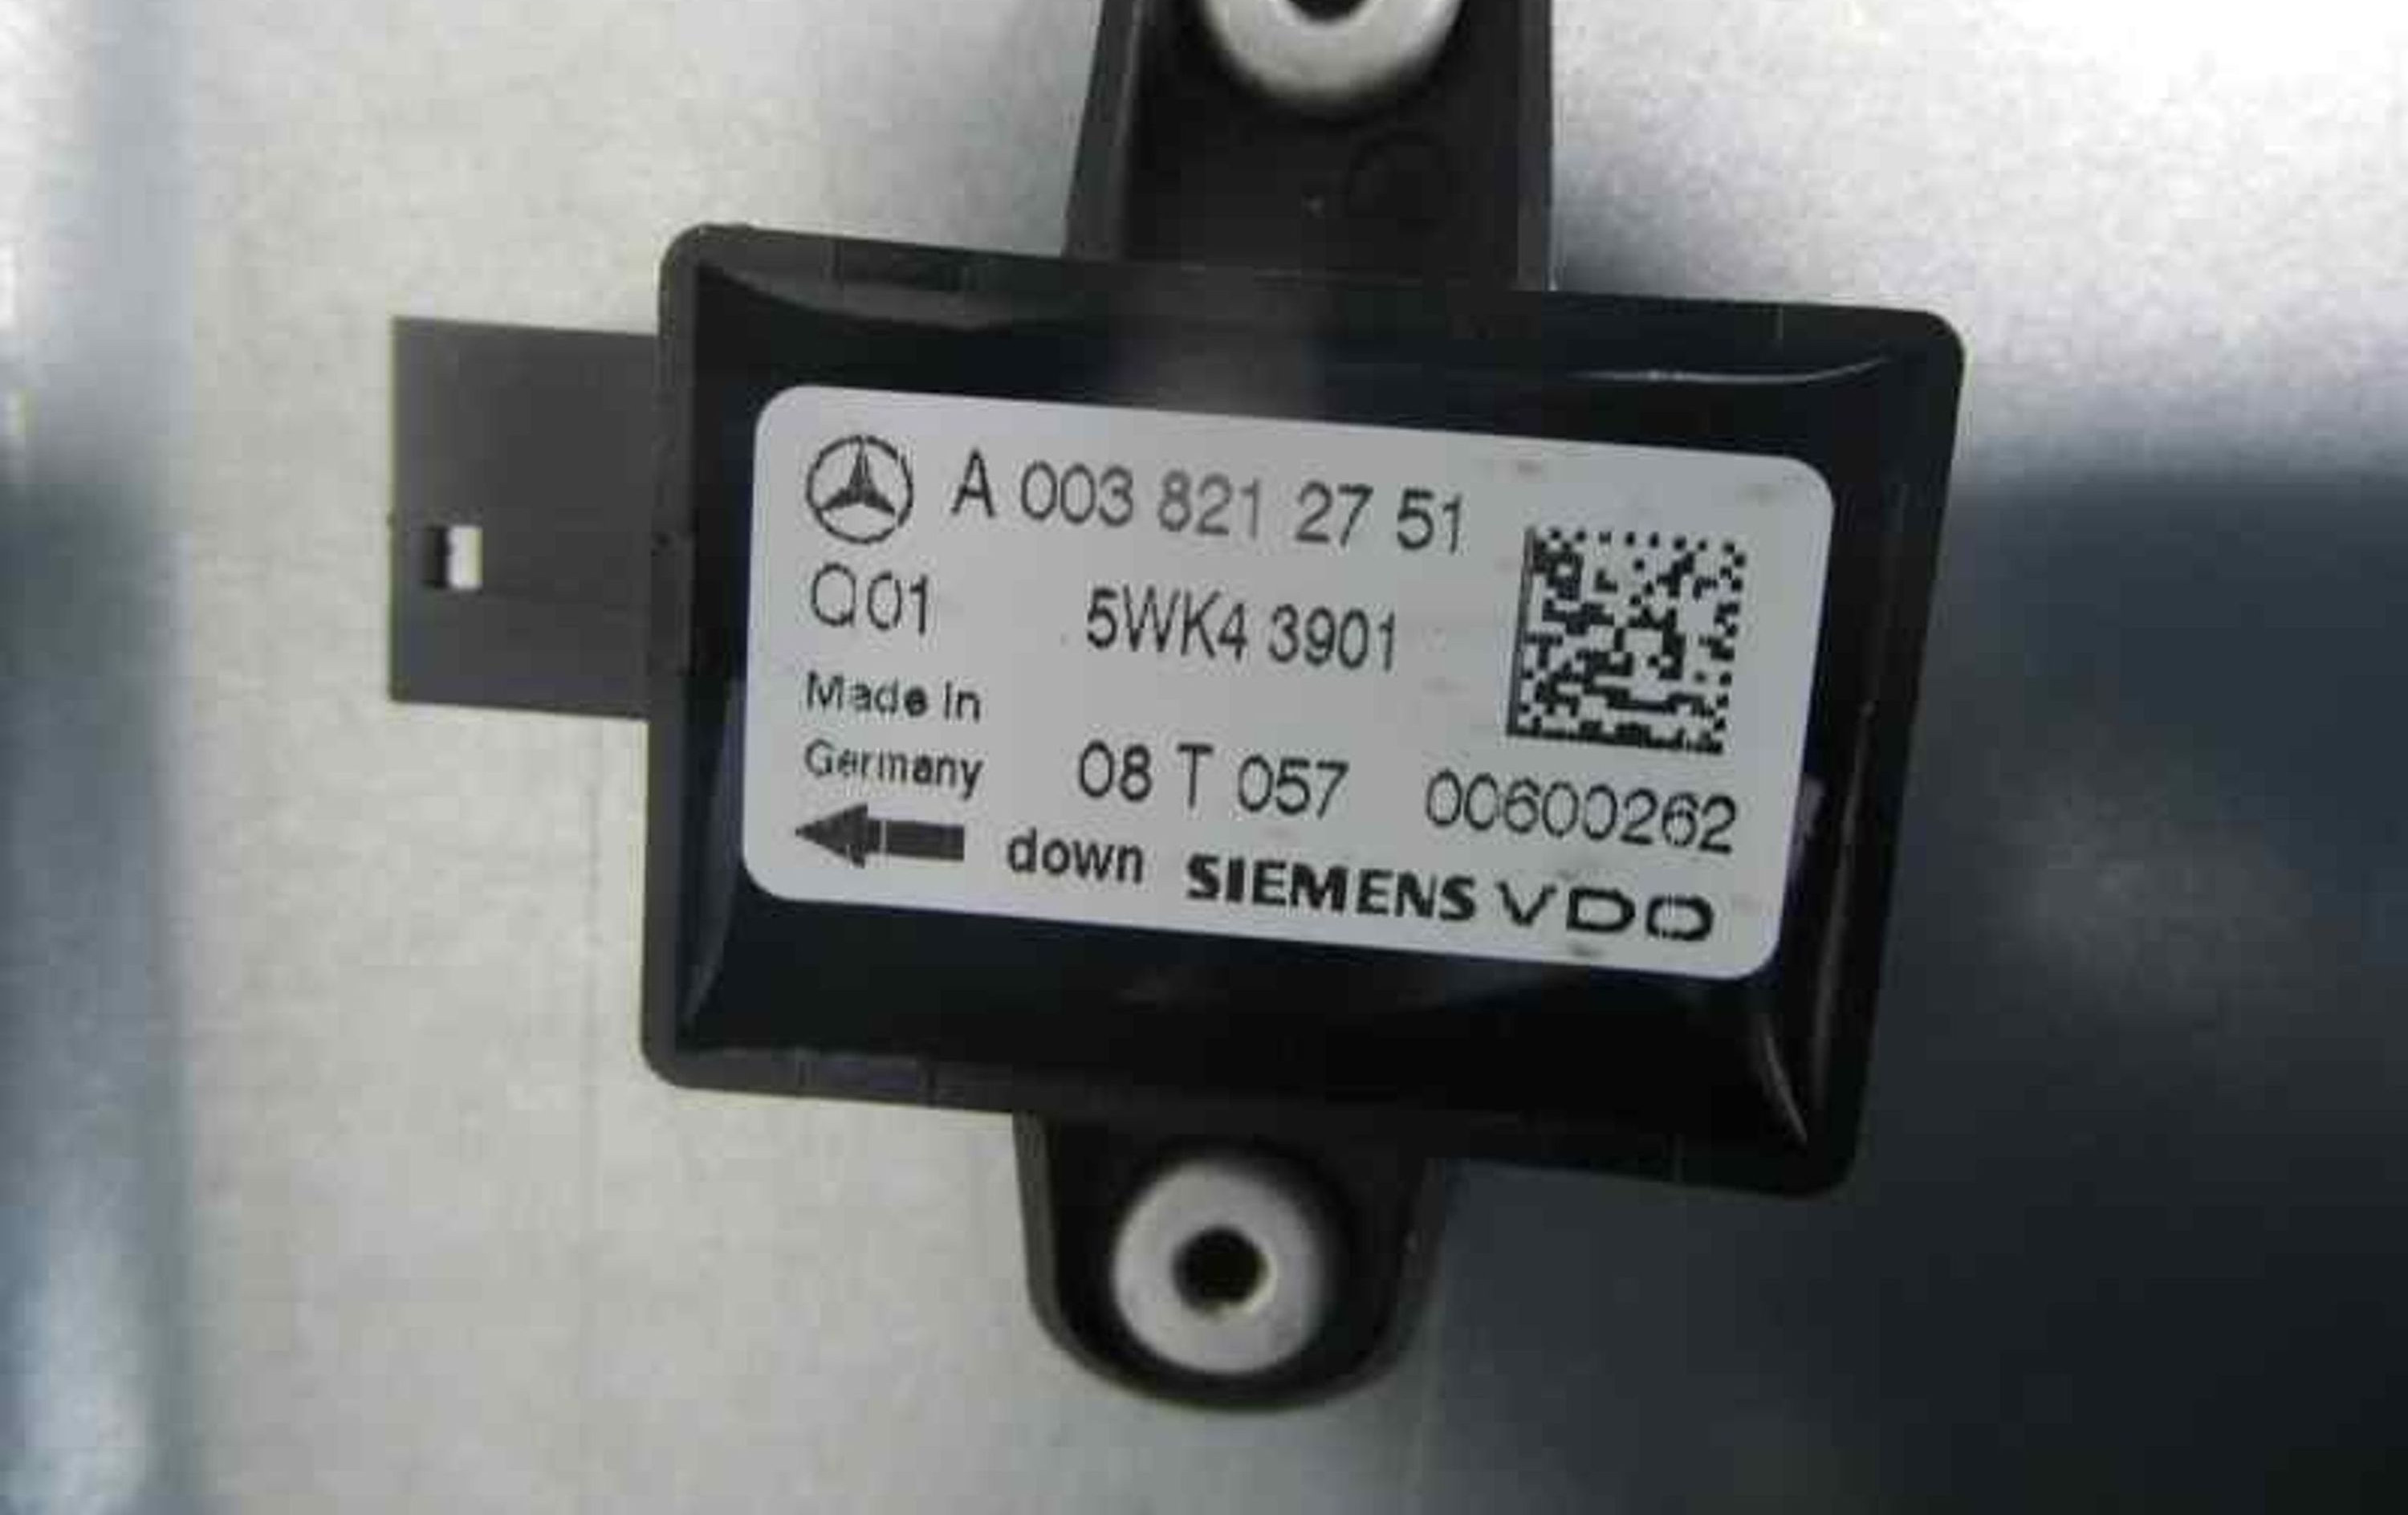 A 003 821 27 51
Q01 5WK4 3901
Made in
Germany 08 T 057 00600262
down SIEMENS VDO